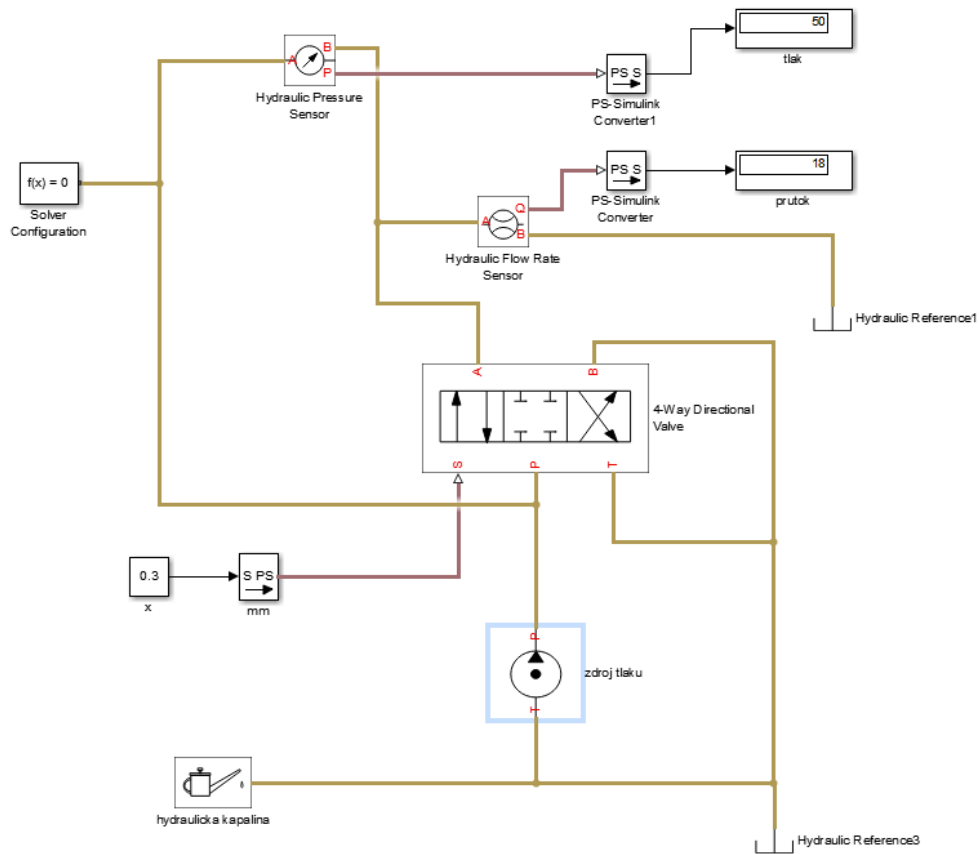 50
tlak
B
A
P
PS S
Hydraulic Pressure
Sensor
PS-Simulink
Converter1
18
prutok
PS S
PS-Simulink
Converter
f(x) = 0
Solver
Configuration
Q
A
B
Hydraulic Flow Rate
Sensor
Hydraulic Reference1
A
B
4-Way Directional
Valve
S
P
T
0.3
x
S PS
mm
P
zdroj tlaku
T
hydraulicka kapalina
Hydraulic Reference3